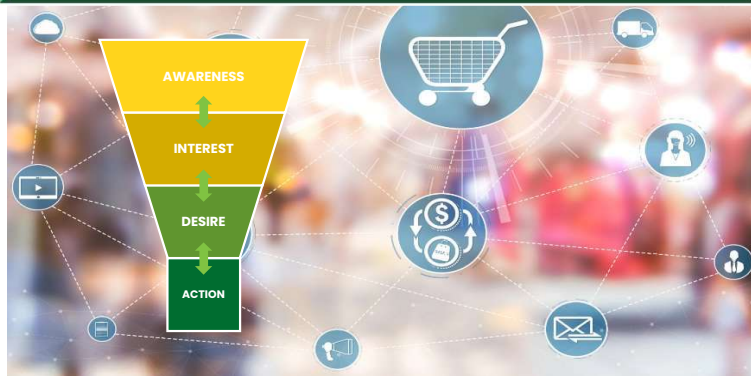 AWARENESS
INTEREST
$
DESIRE
ACTION